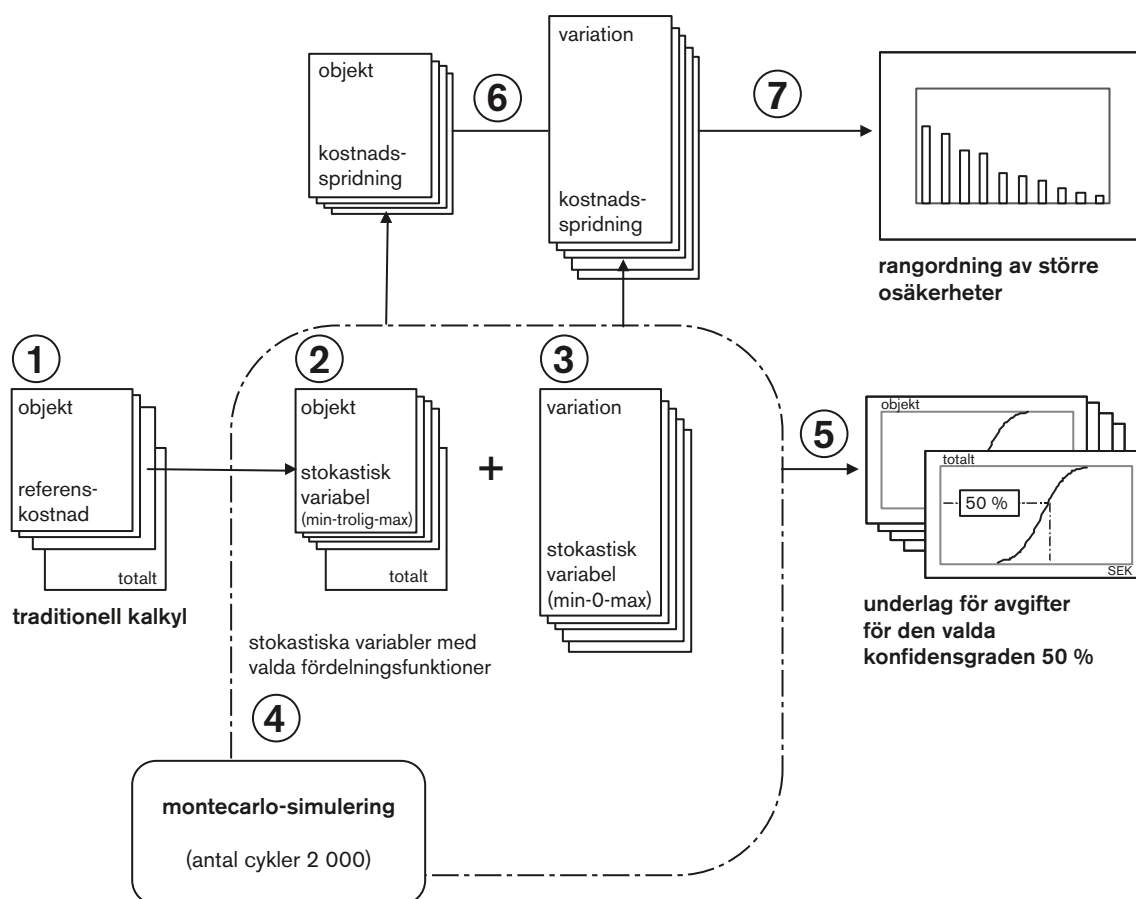 objekt
kostnads-
spridning
6
variation
kostnads-
spridning
7
rangordning av större
osäkerheter
1
objekt
referens-
kostnad
totalt
traditionell kalkyl
2
objekt
stokastisk
variabel
(min-trolig-max)
totalt
+
3
variation
stokastisk
variabel
(min-0-max)
stokastiska variabler med
valda fördelningsfunktioner
4
montecarlo-simulering
(antal cykler 2 000)
5
objekt
totalt
50 %
SEK
underlag för avgifter
för den valda
konfidensgraden 50 %